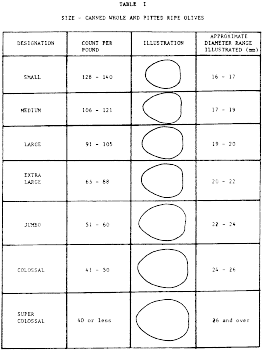 TABLE I
SIZE - CANNED WHOLE AND PITTED RIPE OLIVES
DESIGNATION COUNT PER POUND ILLUSTRATION APPROXIMATE DIAMETER RANGE ILLUSTRATED (mm)
SMALL 128 - 140 16 - 17
MEDIUM 106 - 121 17 - 19
LARGE 91 - 105 19 - 20
EXTRA LARGE 65 - 88 21 - 22
JUMBO 51 - 60 22 - 24
COLOSSAL 41 - 50 24 - 26
SUPER COLOSSAL 40 or less 26 and over